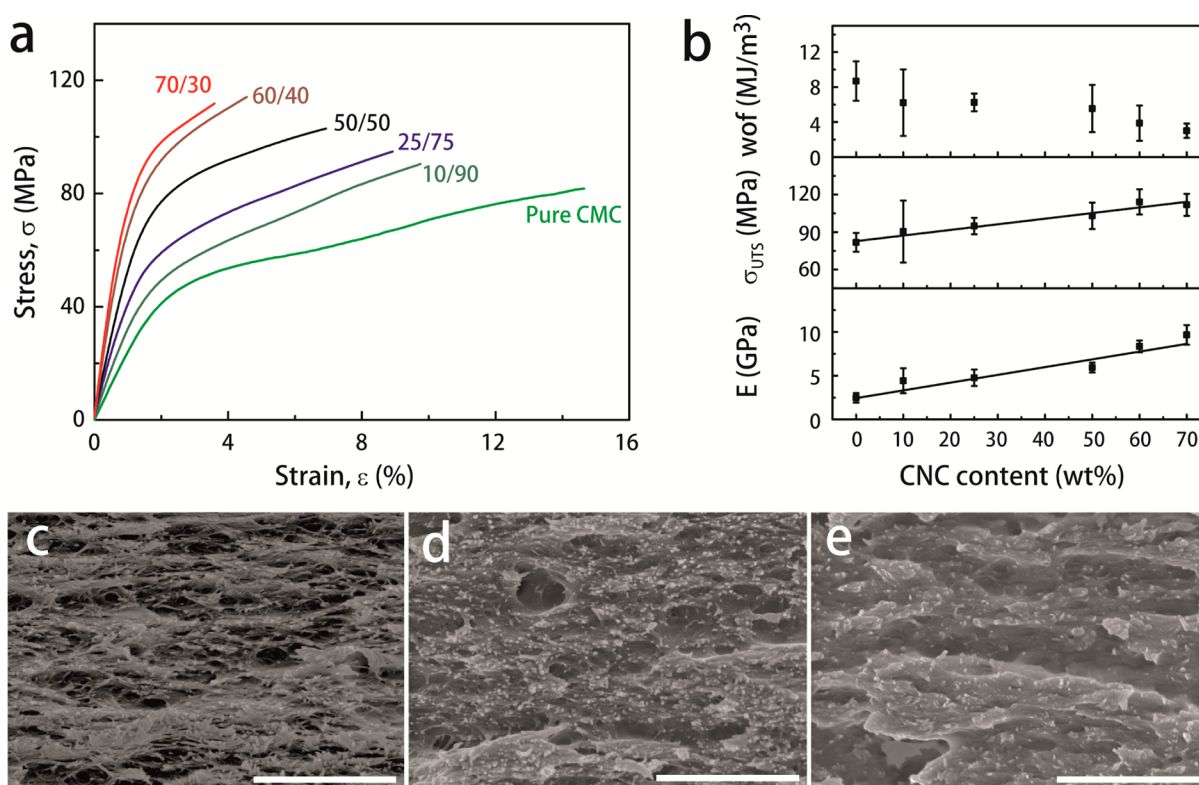 a
Stress, σ (MPa)
120
80
40
0
0 4 8 12 16
Strain, ε (%)
70/30
60/40
50/50
25/75
10/90
Pure CMC
b
wof (MJ/m³)
12
8
4
0
σUTS (MPa)
120
90
60
E (GPa)
10
5
0
0 10 20 30 40 50 60 70
CNC content (wt%)
c
d
e